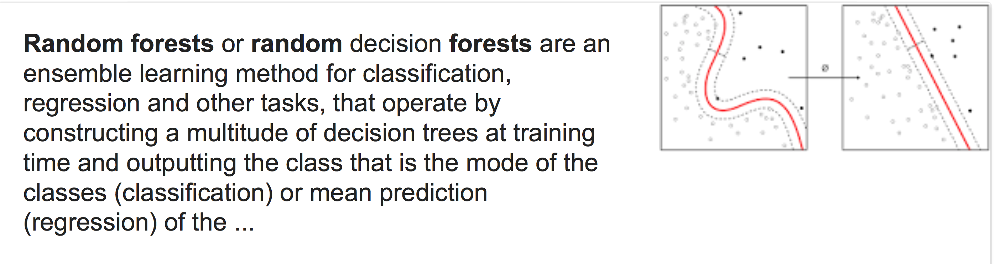 Random forests or random decision forests are an
ensemble learning method for classification,
regression and other tasks, that operate by
constructing a multitude of decision trees at training
time and outputting the class that is the mode of the
classes (classification) or mean prediction
(regression) of the ...